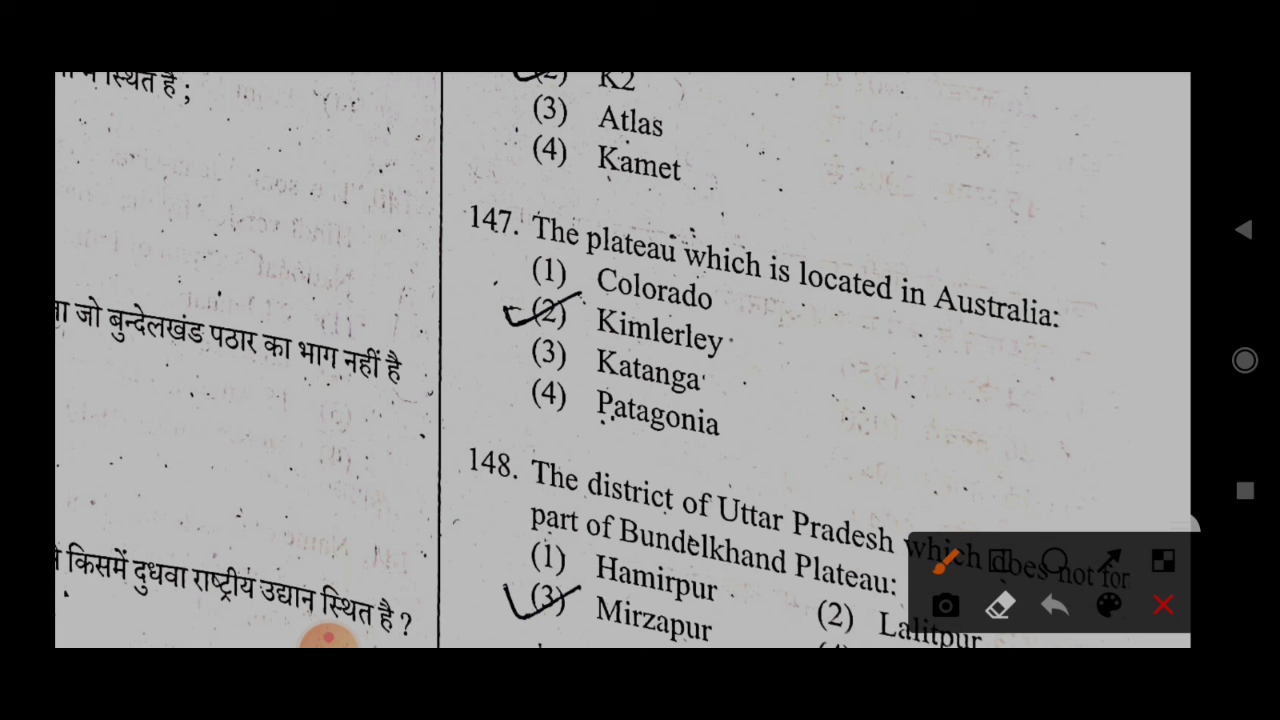 स्थित है ;
जो बुन्देलखंड पठार का भाग नहीं है
किसमें दुधवा राष्ट्रीय उद्यान स्थित है ?
(2) K2
(3) Atlas
(4) Kamet
147. The plateau which is located in Australia:
(1) Colorado
(2) Kimlerley
(3) Katanga
(4) Patagonia
148. The district of Uttar Pradesh which does not for
part of Bundelkhand Plateau:
(1) Hamirpur
(2) Lalitpur
(3) Mirzapur